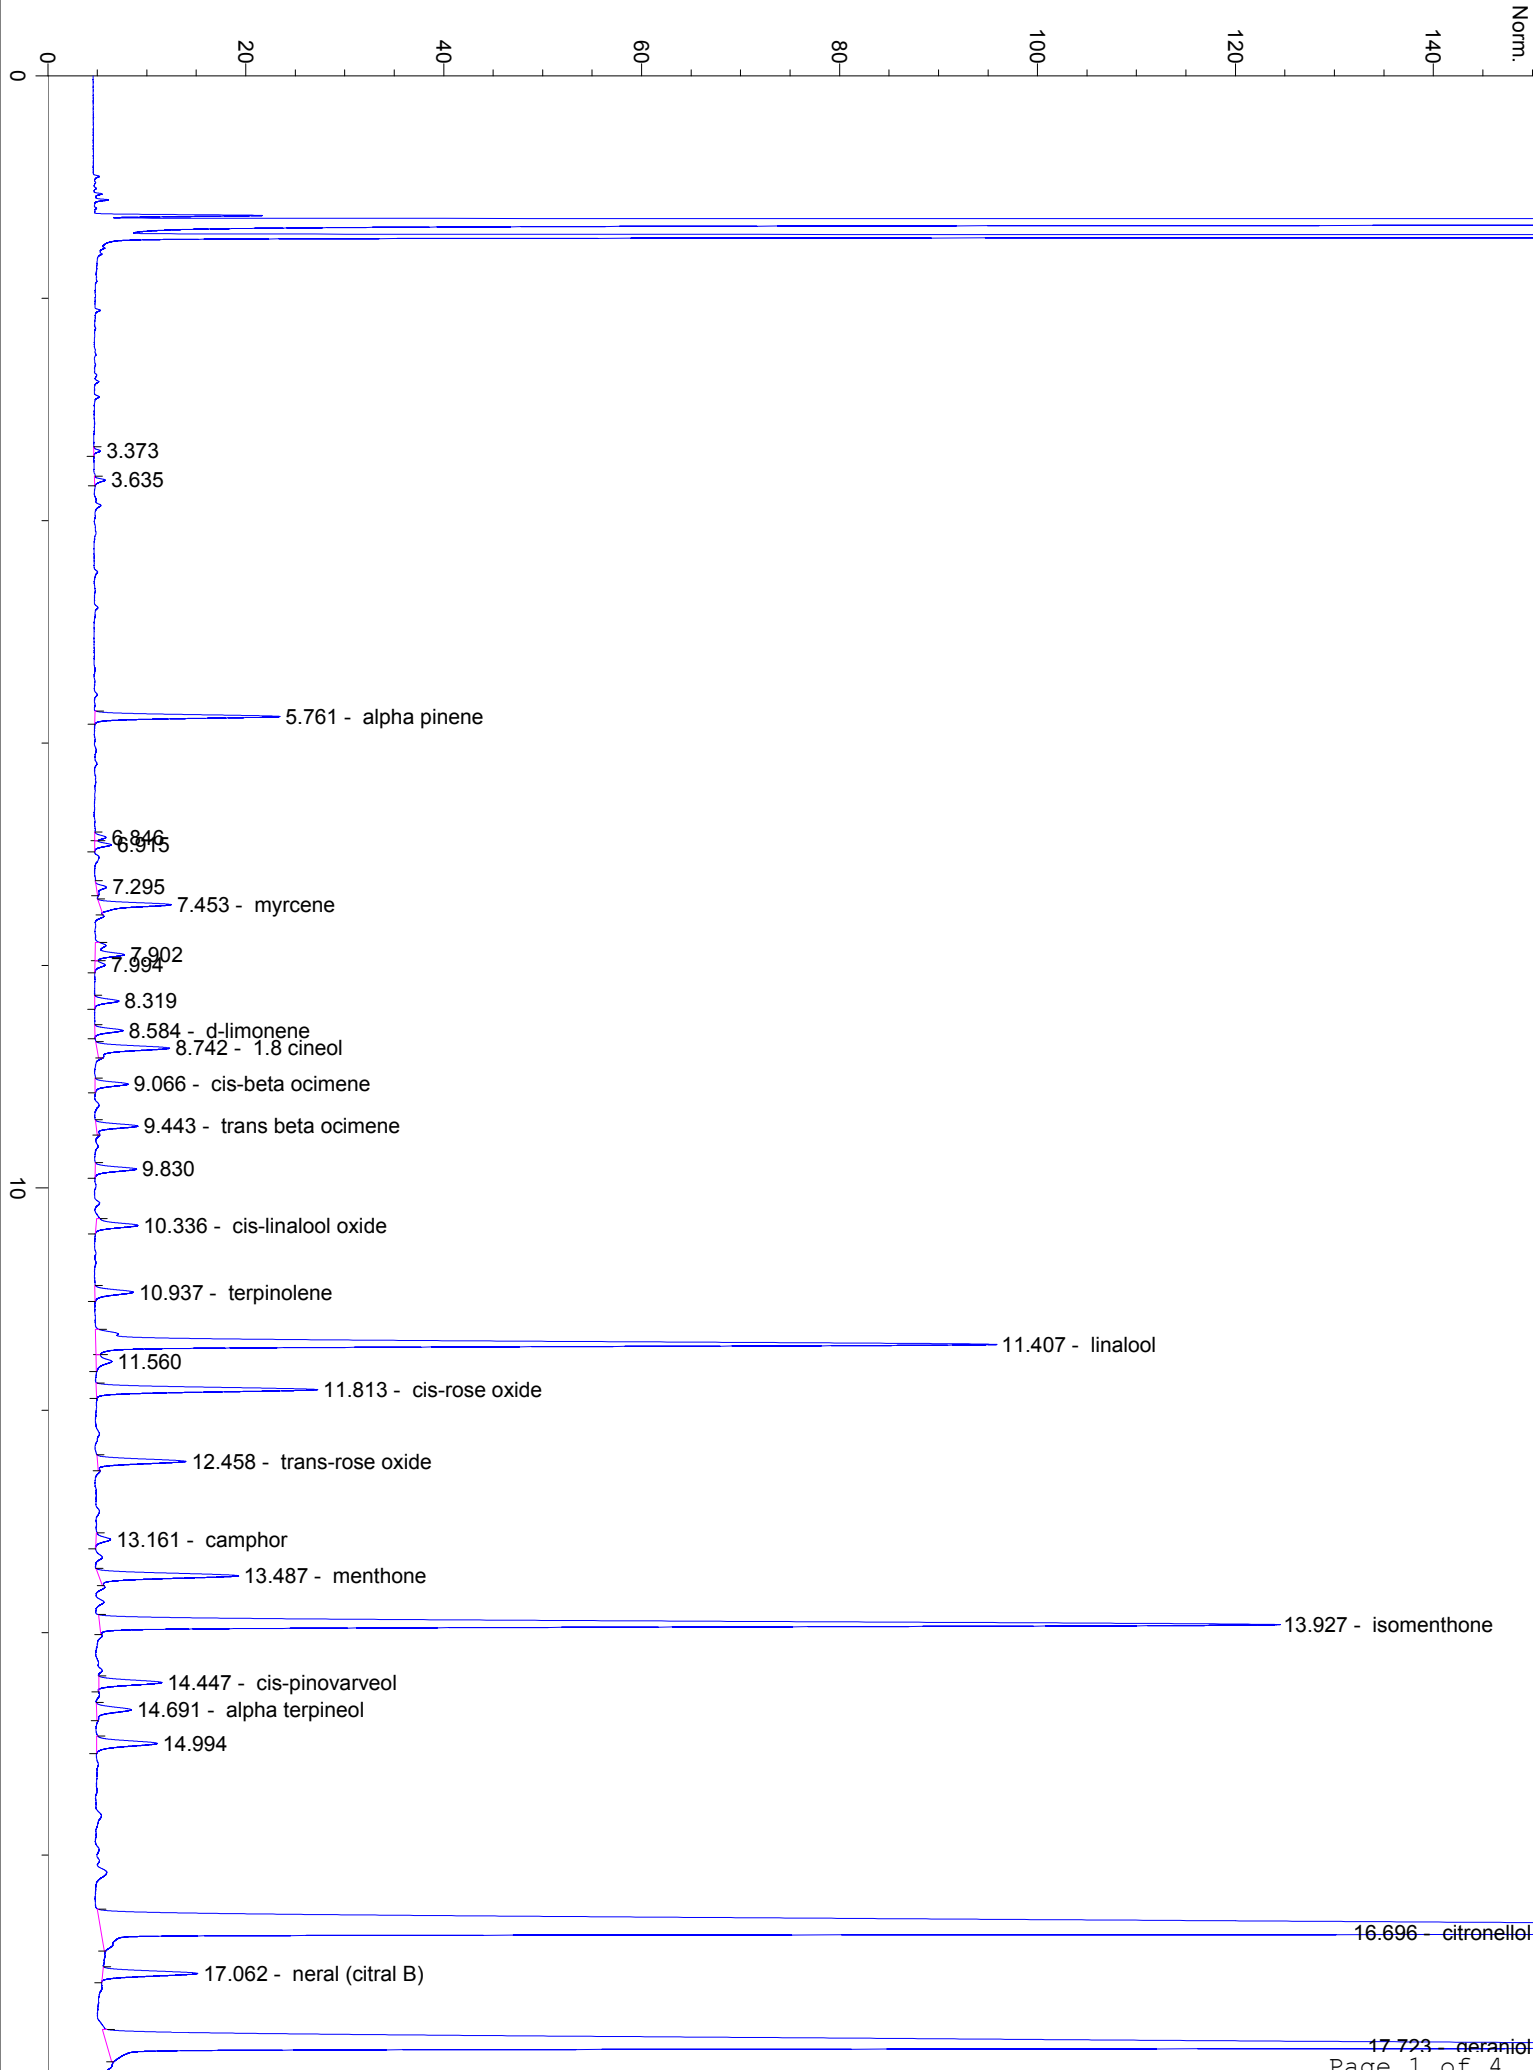 Norm.
0
20
40
60
80
100
120
140
0
3.373
3.635
5.761 - alpha pinene
6.846
6.915
7.295
7.453 - myrcene
7.902
7.994
8.319
8.584 - d-limonene
8.742 - 1.8 cineol
9.066 - cis-beta ocimene
9.443 - trans beta ocimene
9.830
10
10.336 - cis-linalool oxide
10.937 - terpinolene
11.407 - linalool
11.560
11.813 - cis-rose oxide
12.458 - trans-rose oxide
13.161 - camphor
13.487 - menthone
13.927 - isomenthone
14.447 - cis-pinovarveol
14.691 - alpha terpineol
14.994
16.696 - citronellol
17.062 - neral (citral B)
17.723 - geraniol
Page 1 of 4